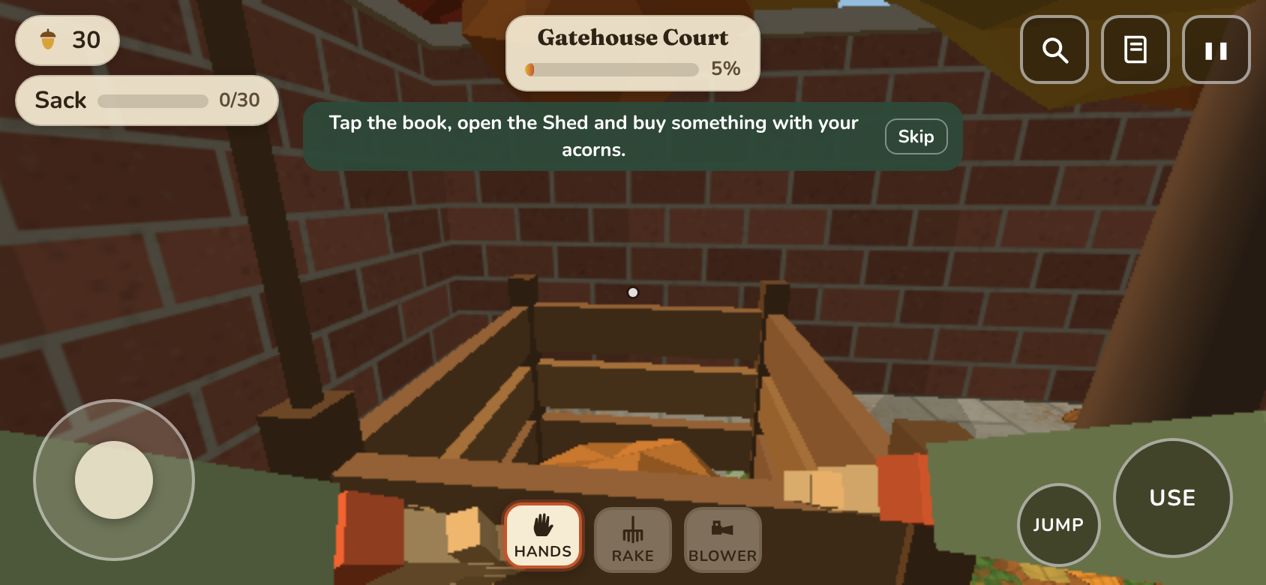 30
Sack 0/30
Gatehouse Court
5%
Tap the book, open the Shed and buy something with your
acorns.
Skip
HANDS
RAKE
BLOWER
JUMP
USE